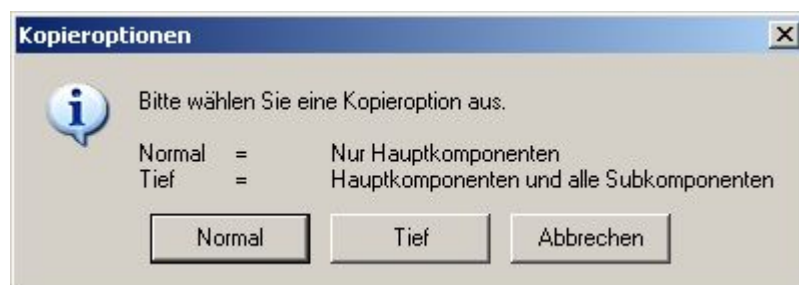 Kopieroptionen
Bitte wählen Sie eine Kopieroption aus.
Normal = Nur Hauptkomponenten
Tief = Hauptkomponenten und alle Subkomponenten
Normal Tief Abbrechen